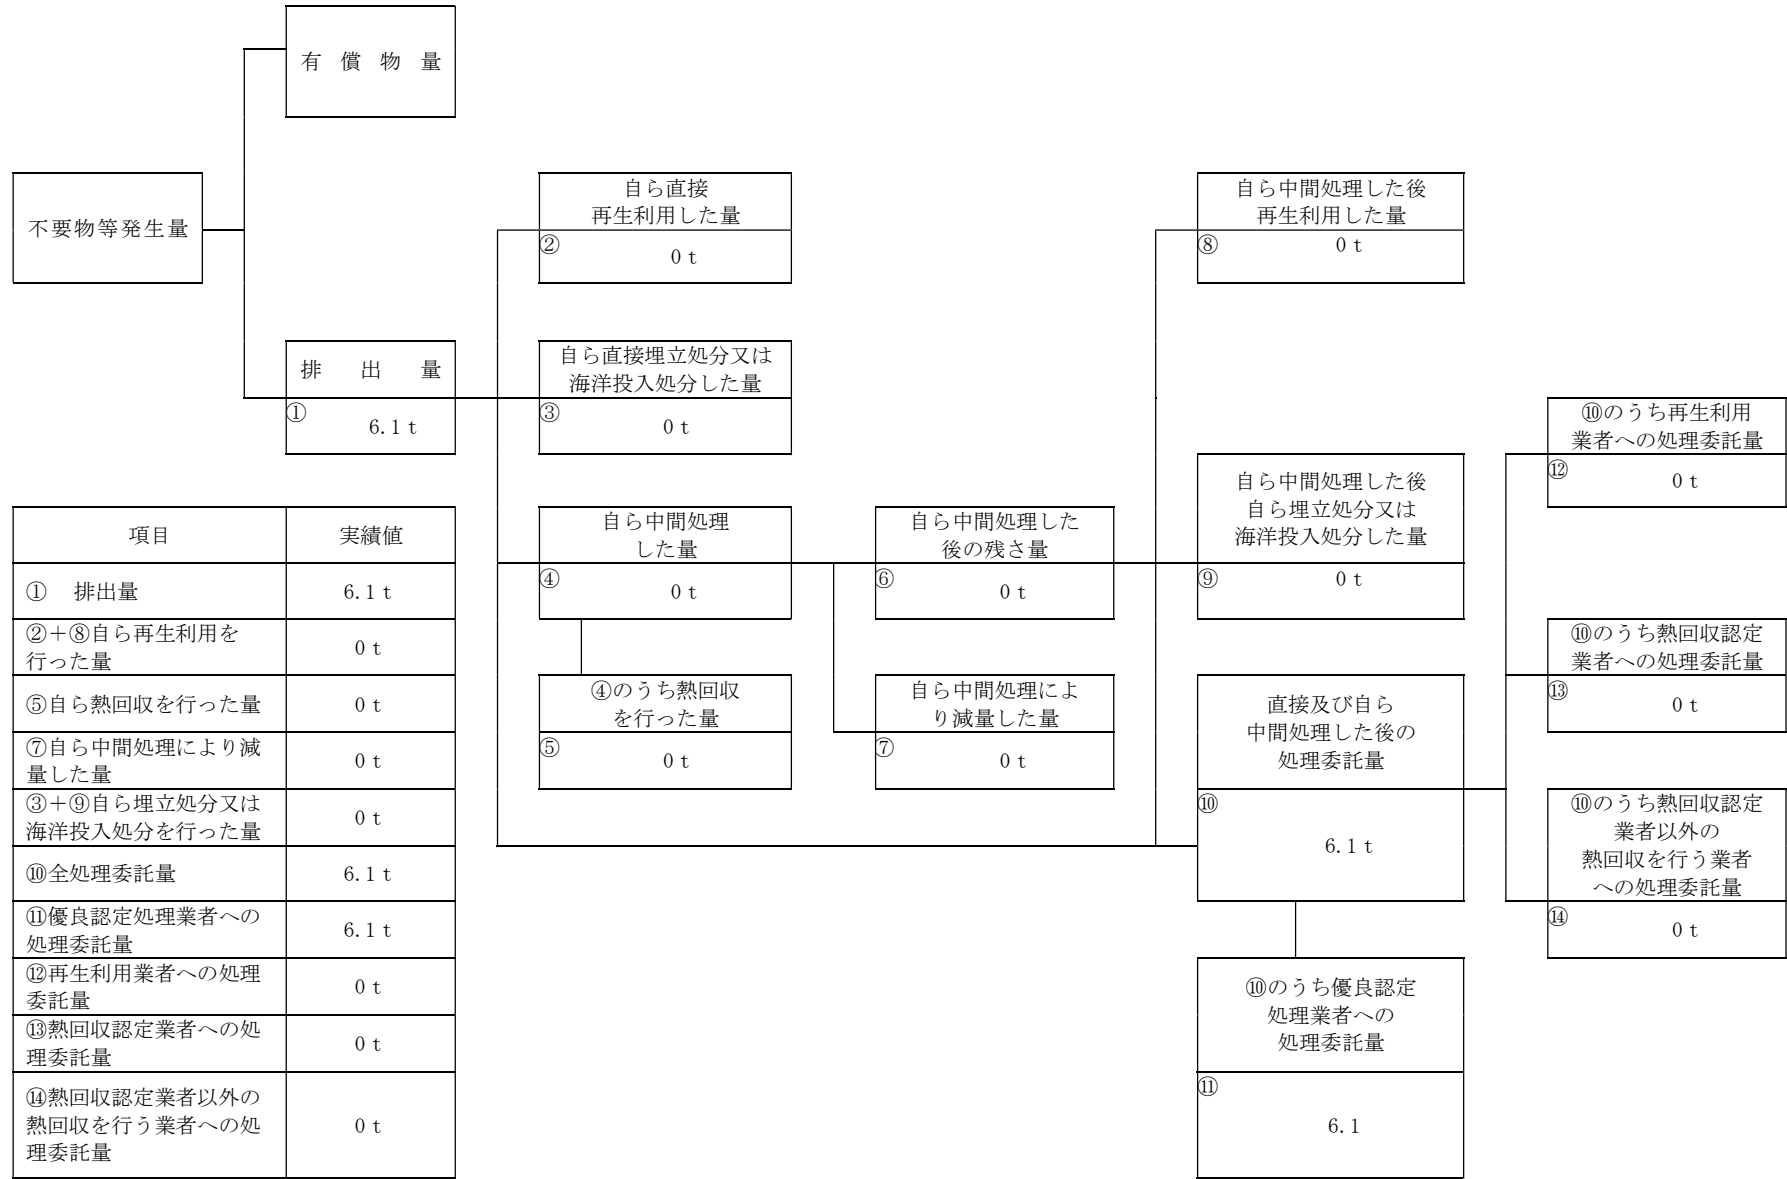 有償物量
不要物等発生量
自ら直接
再生利用した量
②
0 t
自ら中間処理した後
再生利用した量
⑧
0 t
排出量
①
6.1 t
自ら直接埋立処分又は
海洋投入処分した量
③
0 t
⑩のうち再生利用
業者への処理委託量
⑫
0 t
自ら中間処理
した量
④
0 t
自ら中間処理した
後の残さ量
⑥
0 t
自ら中間処理した後
自ら埋立処分又は
海洋投入処分した量
⑨
0 t
⑩のうち熱回収認定
業者への処理委託量
⑬
0 t
④のうち熱回収
を行った量
⑤
0 t
自ら中間処理によ
り減量した量
⑦
0 t
直接及び自ら
中間処理した後の
処理委託量
⑩
6.1 t
⑩のうち熱回収認定
業者以外の
熱回収を行う業者
への処理委託量
⑭
0 t
⑩のうち優良認定
処理業者への
処理委託量
⑪
6.1
項目 実績値
① 排出量 6.1 t
②＋⑧自ら再生利用を
行った量
0 t
⑤自ら熱回収を行った量 0 t
⑦自ら中間処理により減
量した量
0 t
③＋⑨自ら埋立処分又は
海洋投入処分を行った量
0 t
⑩全処理委託量 6.1 t
⑪優良認定処理業者への
処理委託量
6.1 t
⑫再生利用業者への処理
委託量
0 t
⑬熱回収認定業者への処
理委託量
0 t
⑭熱回収認定業者以外の
熱回収を行う業者への処
理委託量
0 t